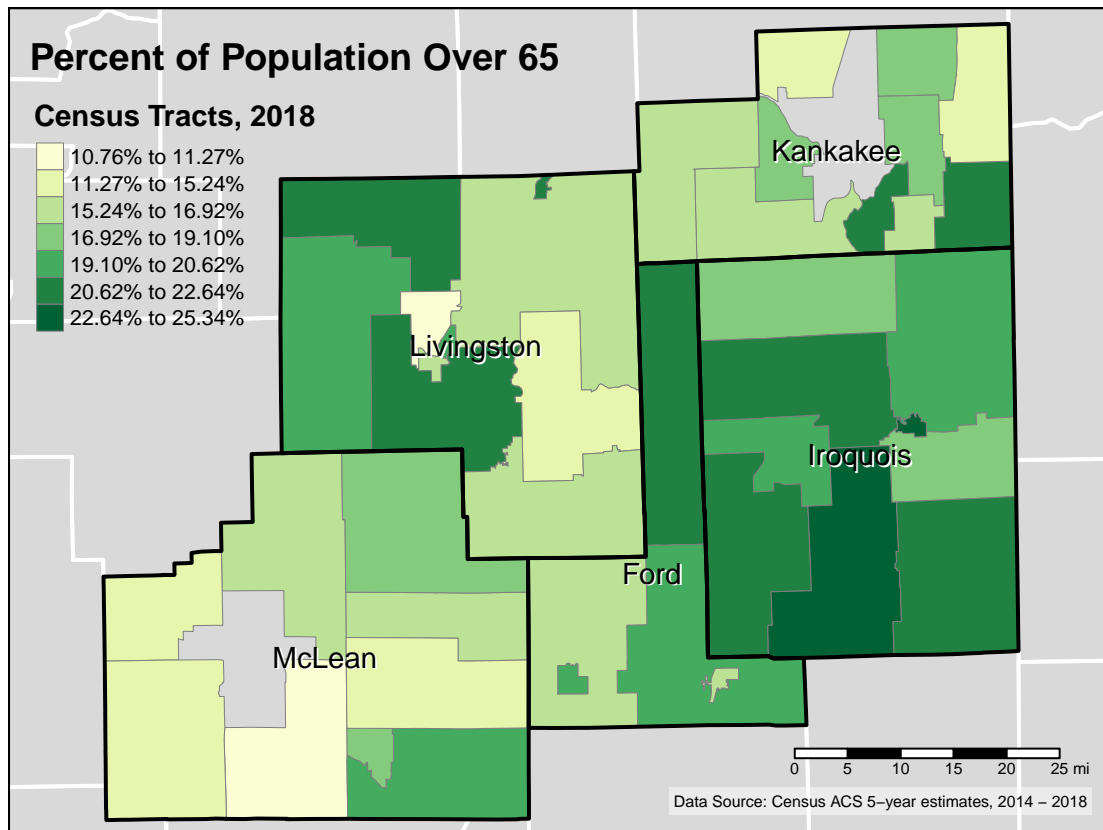 Percent of Population Over 65
Census Tracts, 2018
10.76% to 11.27%
11.27% to 15.24%
15.24% to 16.92%
16.92% to 19.10%
19.10% to 20.62%
20.62% to 22.64%
22.64% to 25.34%
Kankakee
Livingston
Iroquois
Ford
McLean
0 5 10 15 20 25 mi
Data Source: Census ACS 5−year estimates, 2014 − 2018